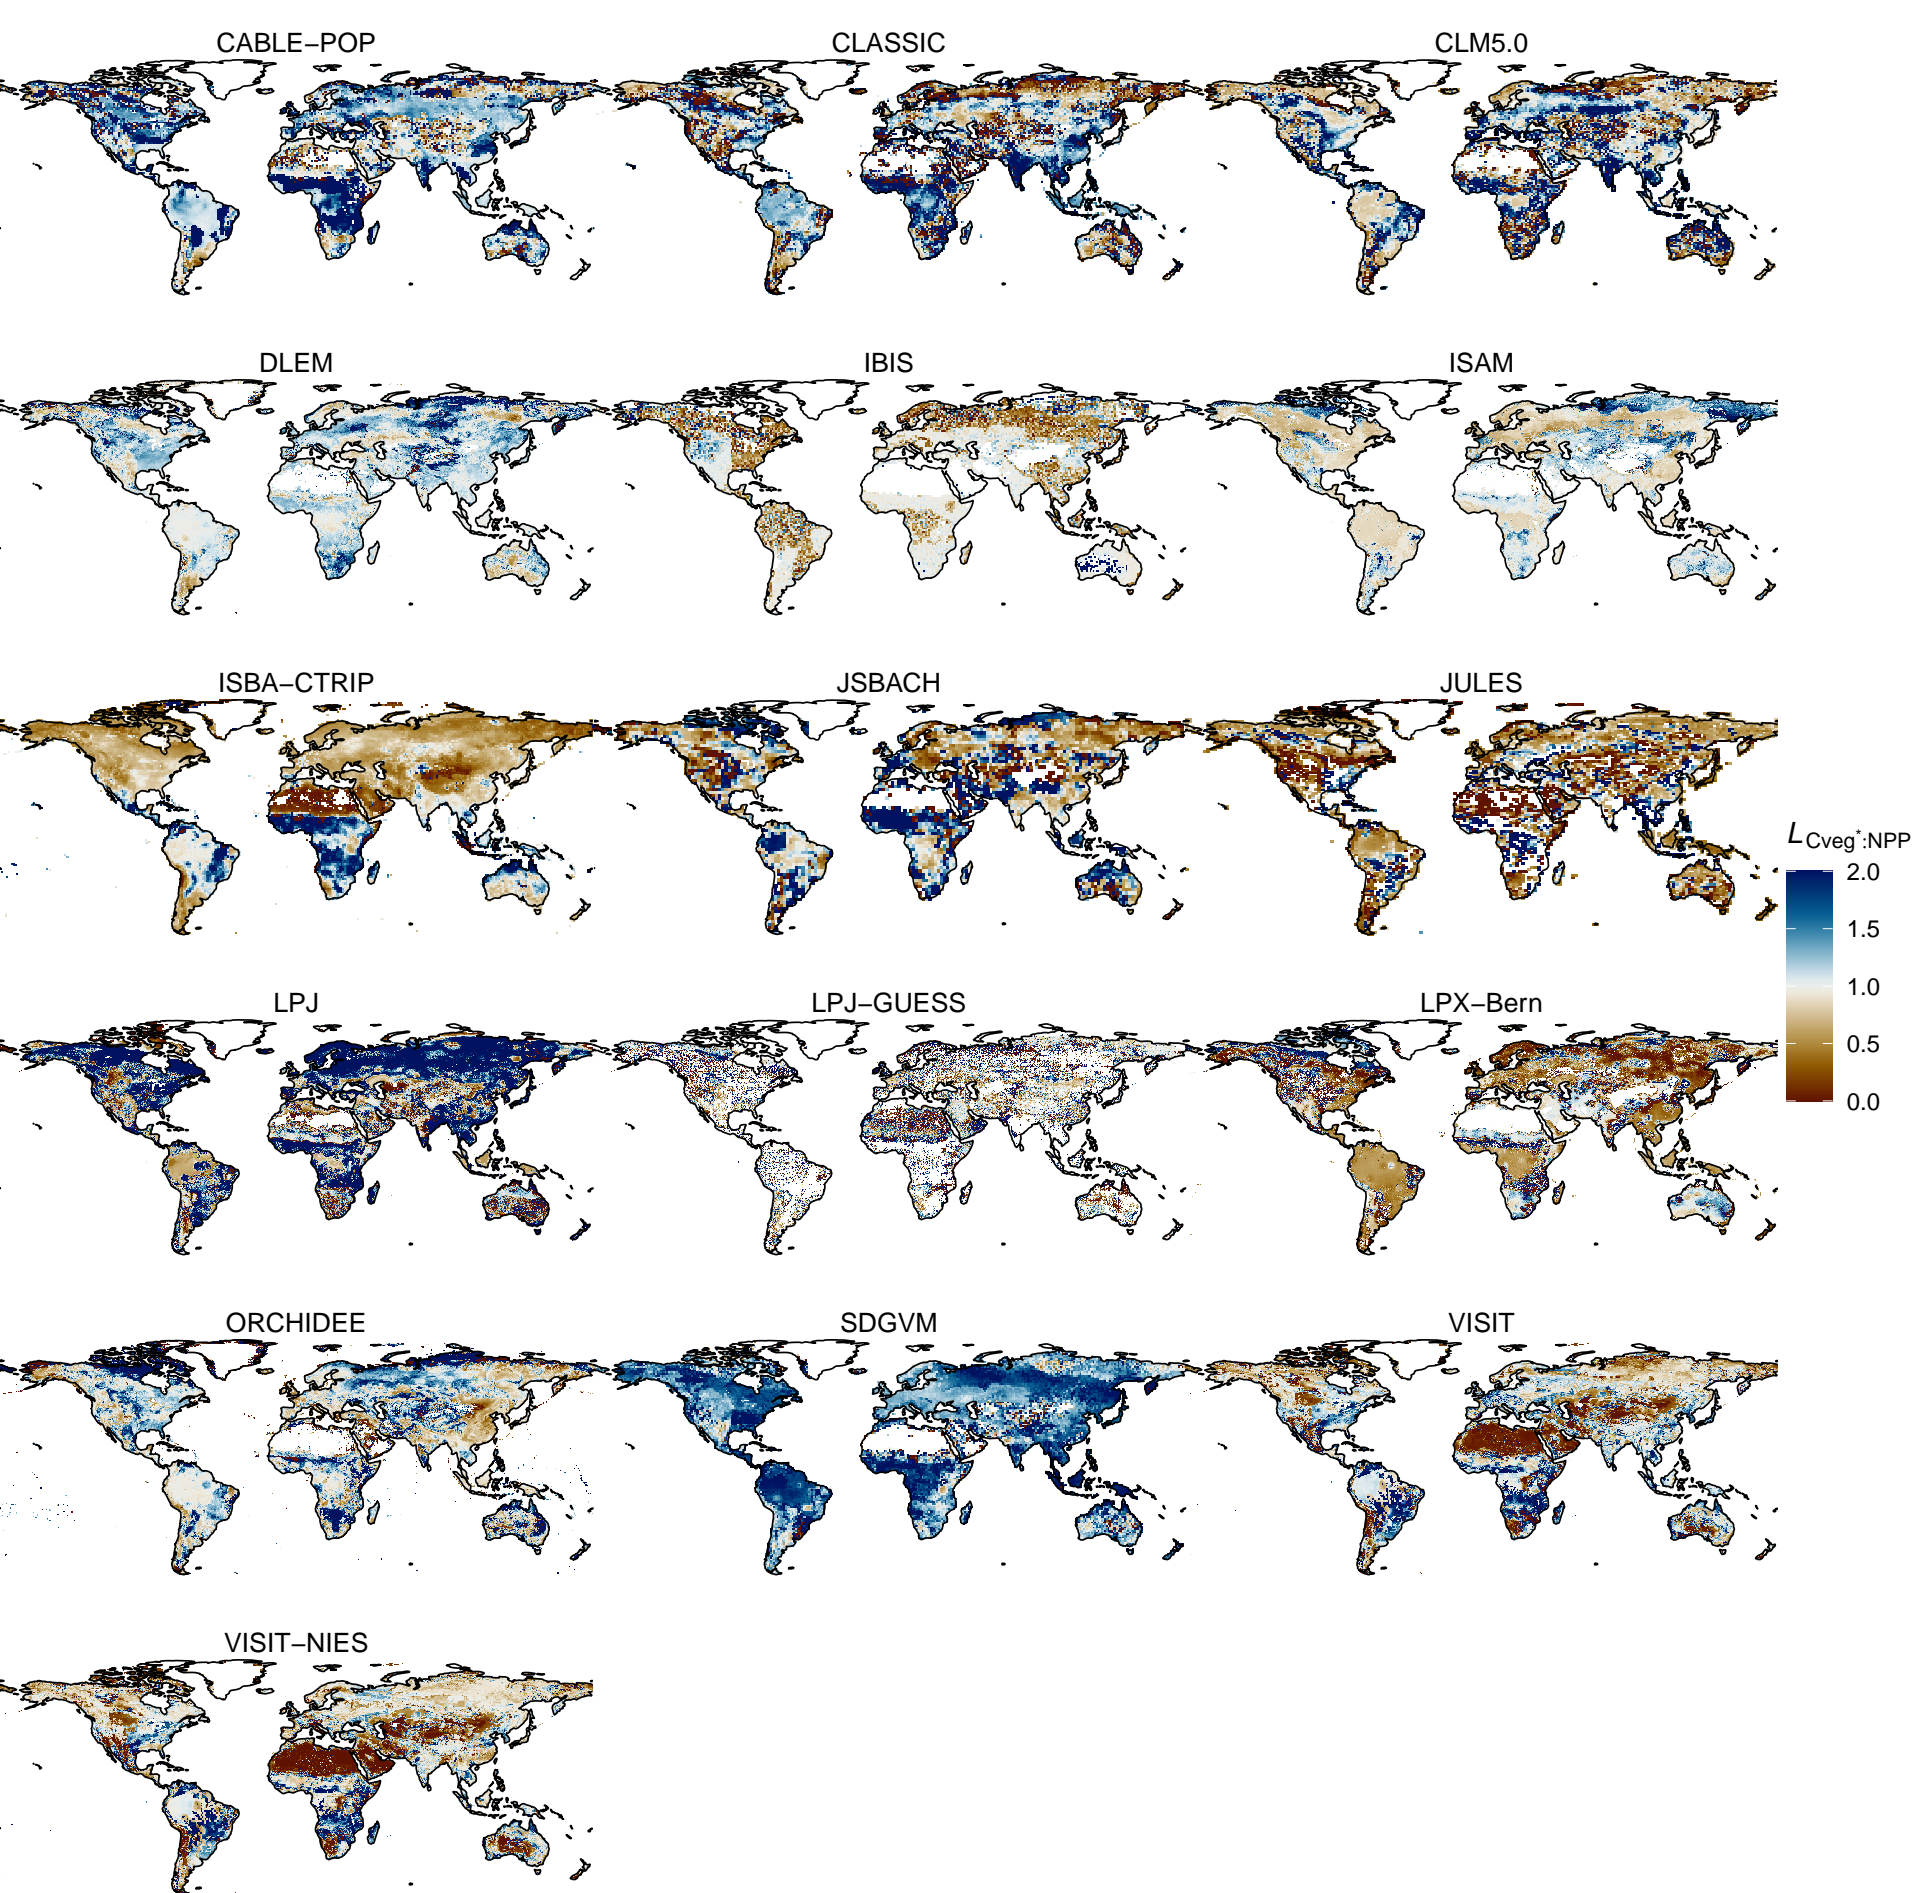 CABLE−POP
CLASSIC
CLM5.0
DLEM
IBIS
ISAM
ISBA−CTRIP
JSBACH
JULES
L Cveg*:NPP
2.0
1.5
1.0
0.5
0.0
LPJ
LPJ−GUESS
LPX−Bern
ORCHIDEE
SDGVM
VISIT
VISIT−NIES